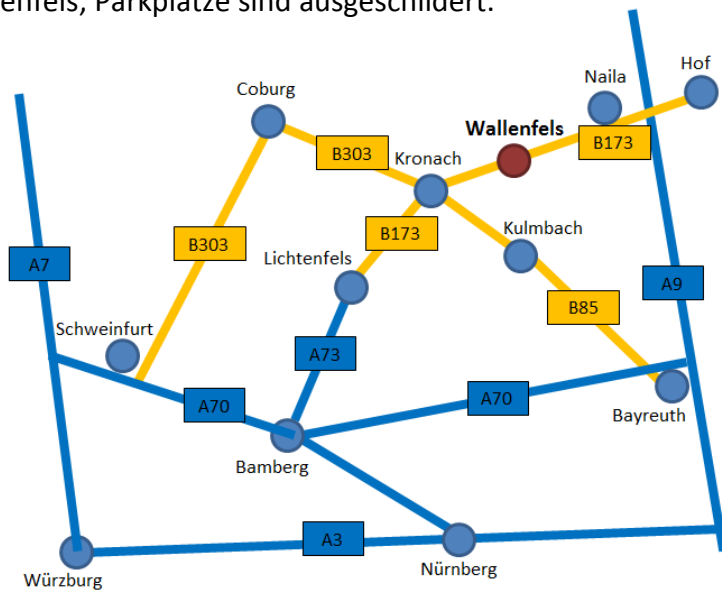 enfels, Parkplätze sind ausgeschildert.
Hof
Naila
Coburg
Wallenfels
B173
B303
Kronach
B173
Kulmbach
B303
Lichtenfels
A7
A9
B85
Schweinfurt
A73
A70
A70
Bayreuth
Bamberg
A3
Nürnberg
Würzburg